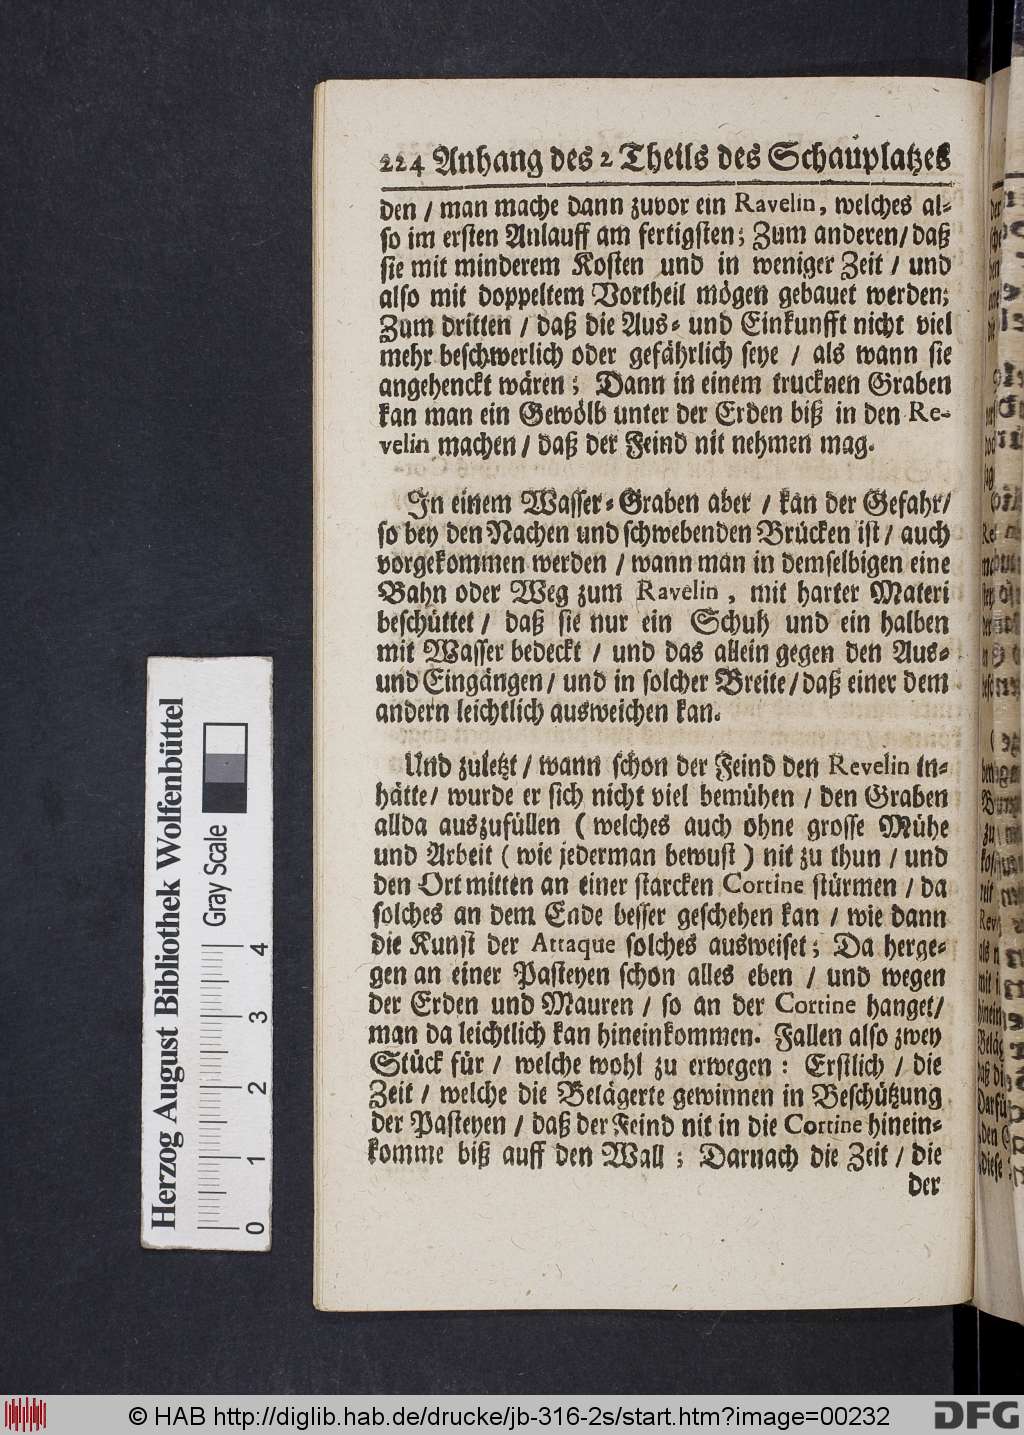 224 Anhang des 2 Theils des Schauplatzes
den / man mache dann zuvor ein Ravelin, welches al-
so im ersten Anlauff am fertigsten; Zum anderen / daß
sie mit minderem Kosten und in weniger Zeit / und
also mit doppeltem Vortheil mögen gebauet werden;
Zum dritten / daß die Aus- und Einkunfft nicht viel
mehr beschwerlich oder gefährlich seye / als wann sie
angehenckt wären; Dann in einem trucknen Graben
kan man ein Gewölb unter der Erden biß in den Re-
velin machen / daß der Feind nit nehmen mag.
In einem Wasser-Graben aber / kan der Gefahr /
so bey den Nachen und schwebenden Brücken ist / auch
vorgekommen werden / wann man in demselbigen eine
Bahn oder Weg zum Ravelin, mit harter Materi
beschüttet / daß sie nur ein Schuh und ein halben
mit Wasser bedeckt / und das allein gegen den Aus-
und Eingängen / und in solcher Breite / daß einer dem
andern leichtlich ausweichen kan.
Und zuletzt / wann schon der Feind den Revelin in-
hätte / wurde er sich nicht viel bemühen / den Graben
allda auszufüllen (welches auch ohne grosse Mühe
und Arbeit (wie jederman bewust) nit zu thun / und
den Ort mitten an einer starcken Cortine stürmen / da
solches an dem Ende besser geschehen kan / wie dann
die Kunst der Attaque solches ausweiset; Da herge-
gen an einer Pasteyen schon alles eben / und wegen
der Erden und Mauren / so an der Cortine hanget /
man da leichtlich kan hineinkommen. Fallen also zwey
Stück für / welche wohl zu erwegen: Erstlich / die
Zeit / welche die Belägerte gewinnen in Beschützung
der Pasteyen / daß der Feind nit in die Cortine hinein-
komme biß auff den Wall; Darnach die Zeit / die
der
Herzog August Bibliothek Wolfenbüttel
Gray Scale
0 1 2 3 4
© HAB http://diglib.hab.de/drucke/jb-316-2s/start.htm?image=00232
DFG